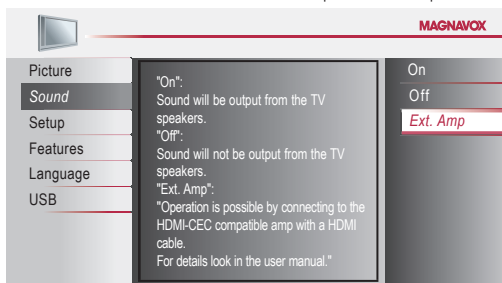 MAGNAVOX
Picture
Sound
Setup
Features
Language
USB
"On":
Sound will be output from the TV
speakers.
"Off":
Sound will not be output from the TV
speakers.
"Ext. Amp":
"Operation is possible by connecting to the
HDMI-CEC compatible amp with a HDMI
cable.
For details look in the user manual."
On
Off
Ext. Amp